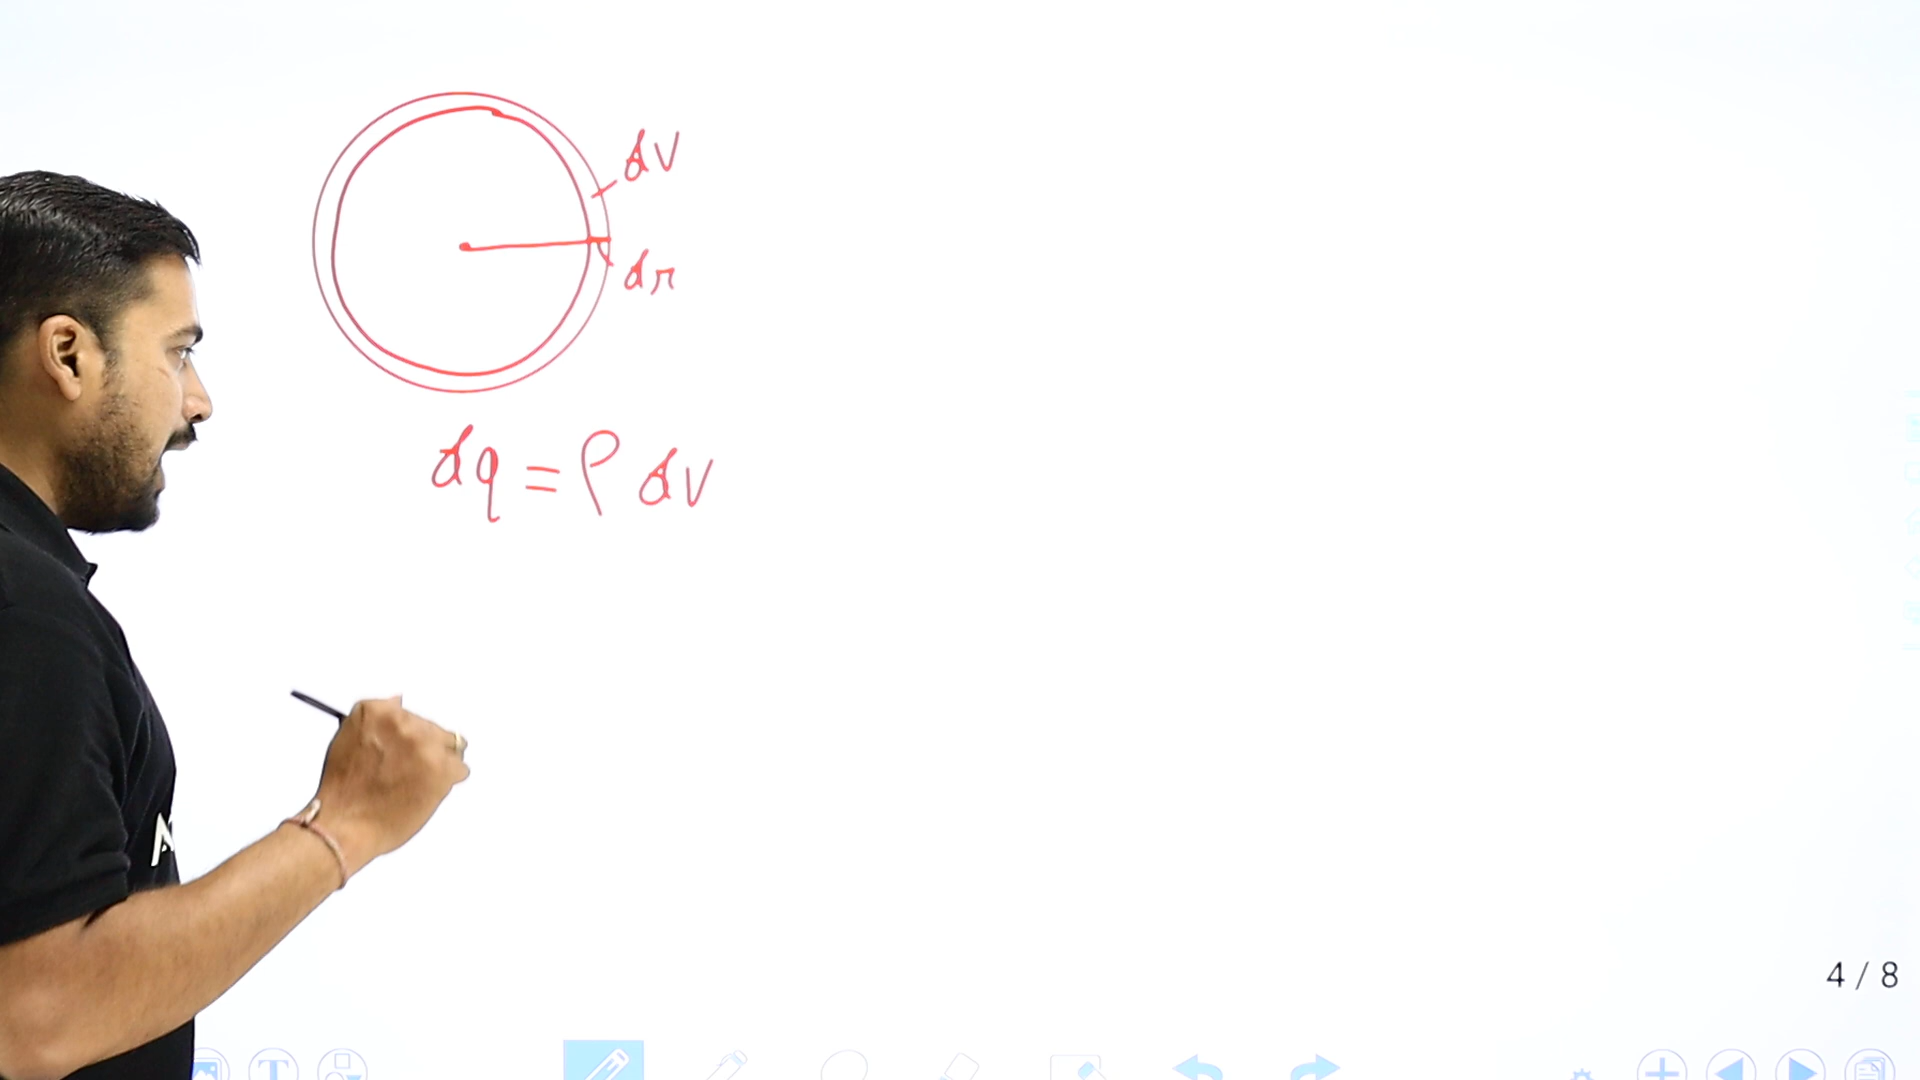 dV
dr
dq = ρ dV
A
4 / 8
T